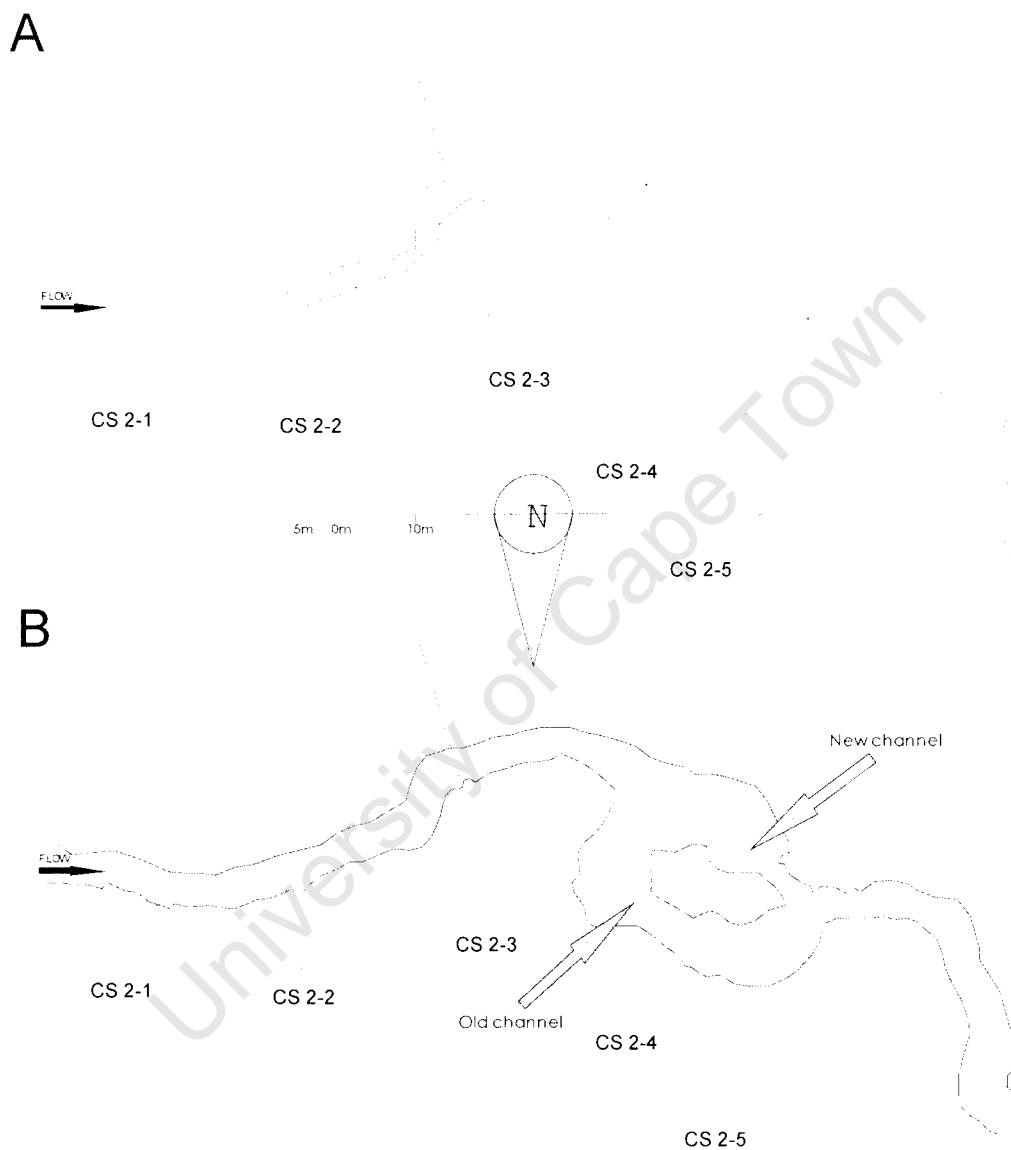 A
FLOW
CS 2-3
CS 2-1
CS 2-2
CS 2-4
5m 0m 10m
N
CS 2-5
B
New channel
FLOW
CS 2-3
CS 2-1
CS 2-2
Old channel
CS 2-4
CS 2-5
University of Cape Town